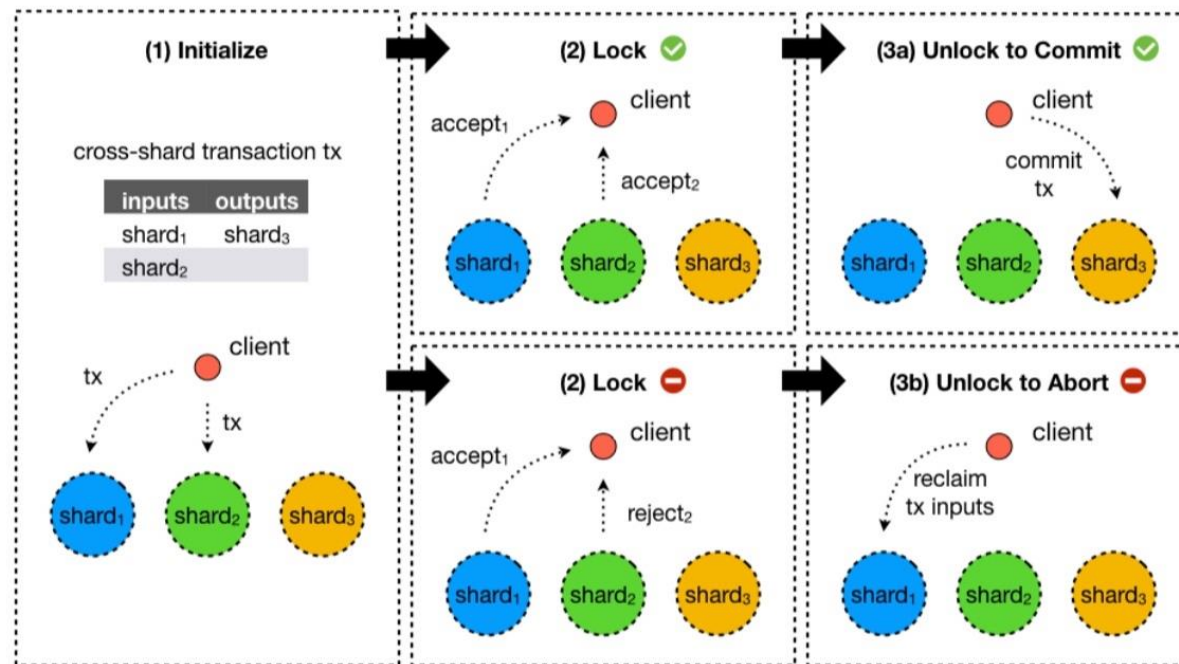 (1) Initialize
cross-shard transaction tx
inputs outputs
shard₁ shard₃
shard₂
client
tx
tx
shard₁ shard₂ shard₃
(2) Lock
client
accept₁
accept₂
shard₁ shard₂ shard₃
(3a) Unlock to Commit
client
commit
tx
shard₁ shard₂ shard₃
(2) Lock
client
accept₁
reject₂
shard₁ shard₂ shard₃
(3b) Unlock to Abort
client
reclaim
tx inputs
shard₁ shard₂ shard₃